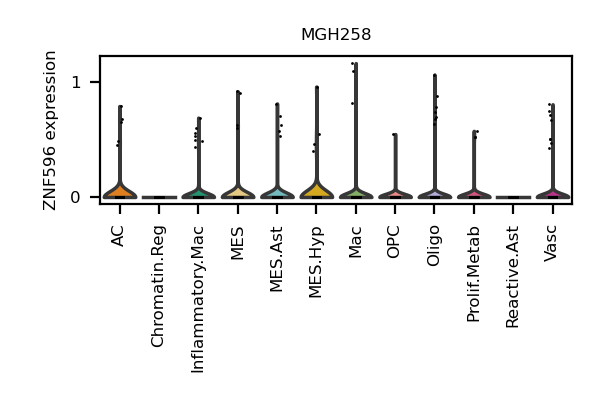 MGH258
ZNF596 expression
1
0
AC
Chromatin.Reg
Inflammatory.Mac
MES
MES.Ast
MES.Hyp
Mac
OPC
Oligo
Prolif.Metab
Reactive.Ast
Vasc